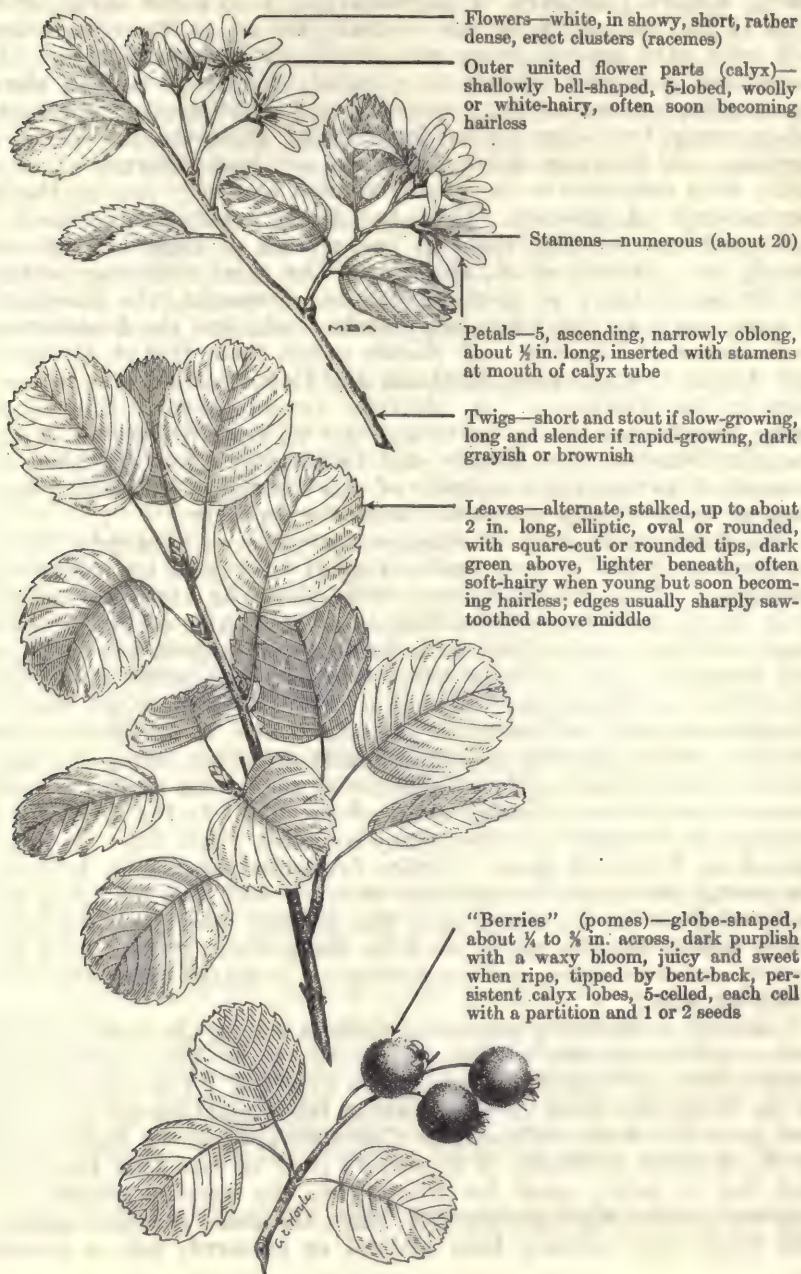 Flowers—white, in showy, short, rather
dense, erect clusters (racemes)
Outer united flower parts (calyx)—
shallowly bell-shaped, 5-lobed, woolly
or white-hairy, often soon becoming
hairless
Stamens—numerous (about 20)
MBA
Petals—5, ascending, narrowly oblong,
about ½ in. long, inserted with stamens
at mouth of calyx tube
Twigs—short and stout if slow-growing,
long and slender if rapid-growing, dark
grayish or brownish
Leaves—alternate, stalked, up to about
2 in. long, elliptic, oval or rounded,
with square-cut or rounded tips, dark
green above, lighter beneath, often
soft-hairy when young but soon becom-
ing hairless; edges usually sharply saw-
toothed above middle
"Berries" (pomes)—globe-shaped,
about ¼ to ⅜ in. across, dark purplish
with a waxy bloom, juicy and sweet
when ripe, tipped by bent-back, per-
sistent calyx lobes, 5-celled, each cell
with a partition and 1 or 2 seeds
Hoyle